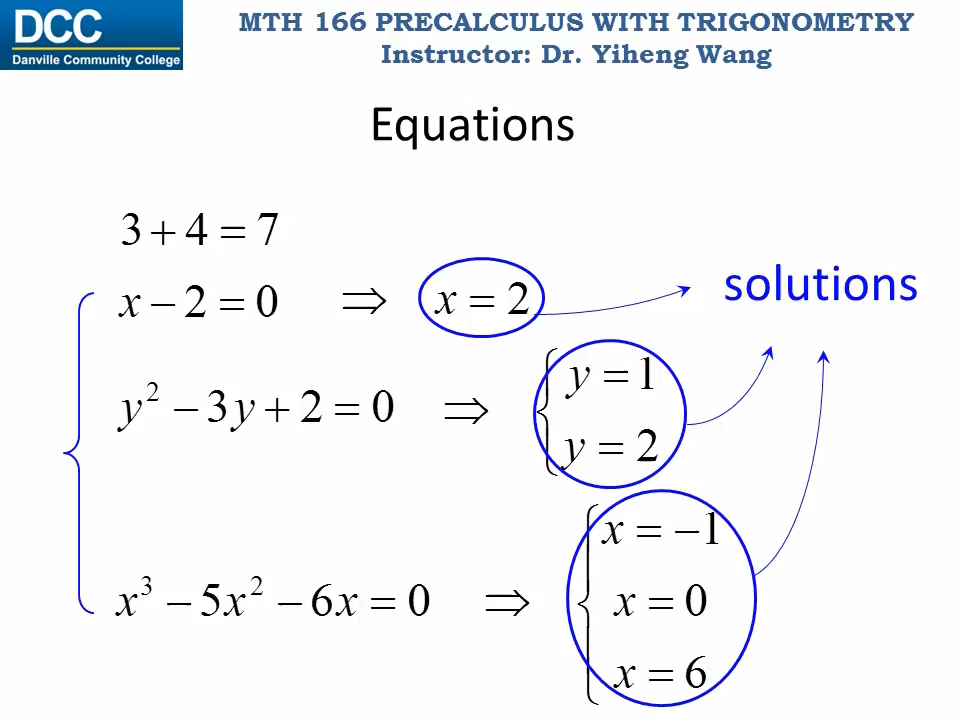 DCC
Danville Community College
MTH 166 PRECALCULUS WITH TRIGONOMETRY
Instructor: Dr. Yiheng Wang
Equations
3 + 4 = 7
x − 2 = 0 ⇒ x = 2
solutions
y² − 3y + 2 = 0 ⇒
y = 1
y = 2
x³ − 5x² − 6x = 0 ⇒
x = −1
x = 0
x = 6